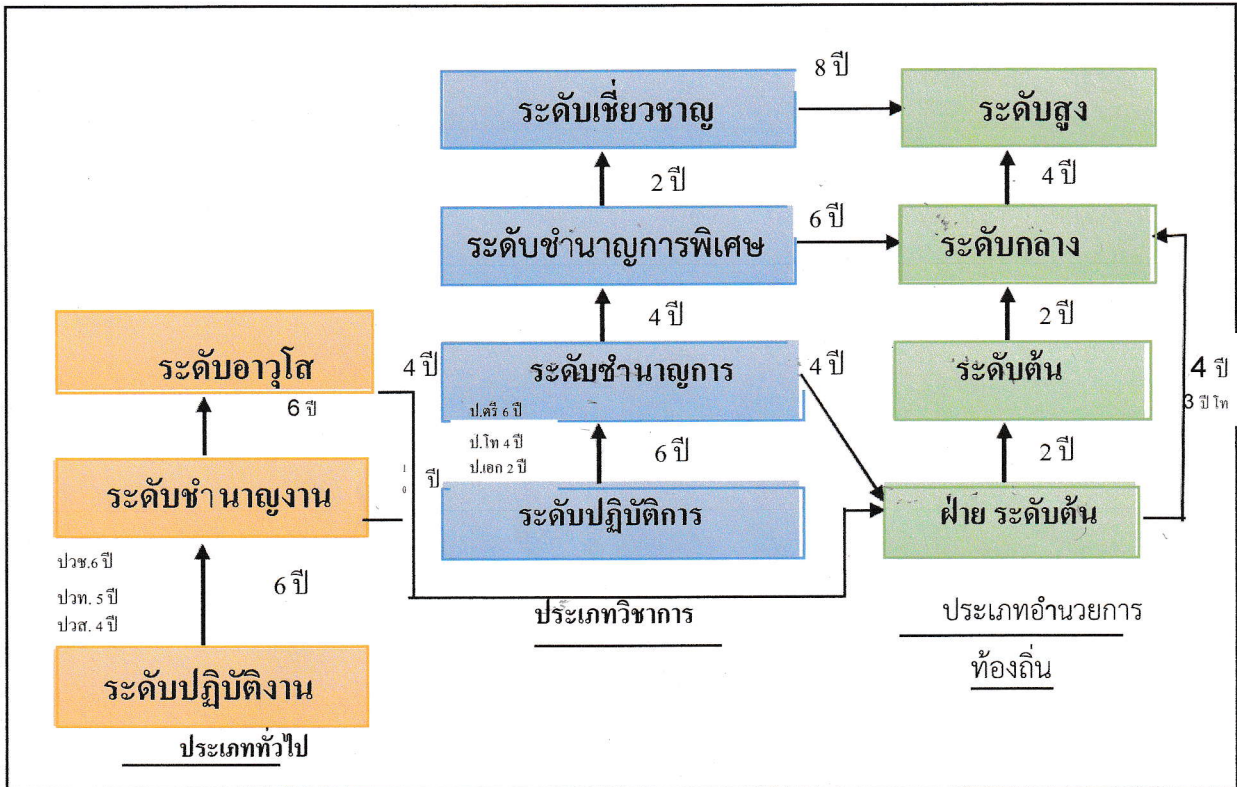 8 ปี
ระดับเชี่ยวชาญ
ระดับสูง
2 ปี
4 ปี
6 ปี
ระดับชำนาญการพิเศษ
ระดับกลาง
4 ปี
2 ปี
ระดับอาวุโส
4 ปี
ระดับชำนาญการ
4 ปี
ระดับต้น
4 ปี
3 ปี โท
6 ปี
ป.ตรี 6 ปี
ป.โท 4 ปี
ป.เอก 2 ปี
6 ปี
2 ปี
ระดับชำนาญงาน
10 ปี
ระดับปฏิบัติการ
ฝ่าย ระดับต้น
ปวช.6 ปี
ปวท. 5 ปี
ปวส. 4 ปี
6 ปี
ประเภทวิชาการ
ประเภทอำนวยการ
ท้องถิ่น
ระดับปฏิบัติงาน
ประเภททั่วไป